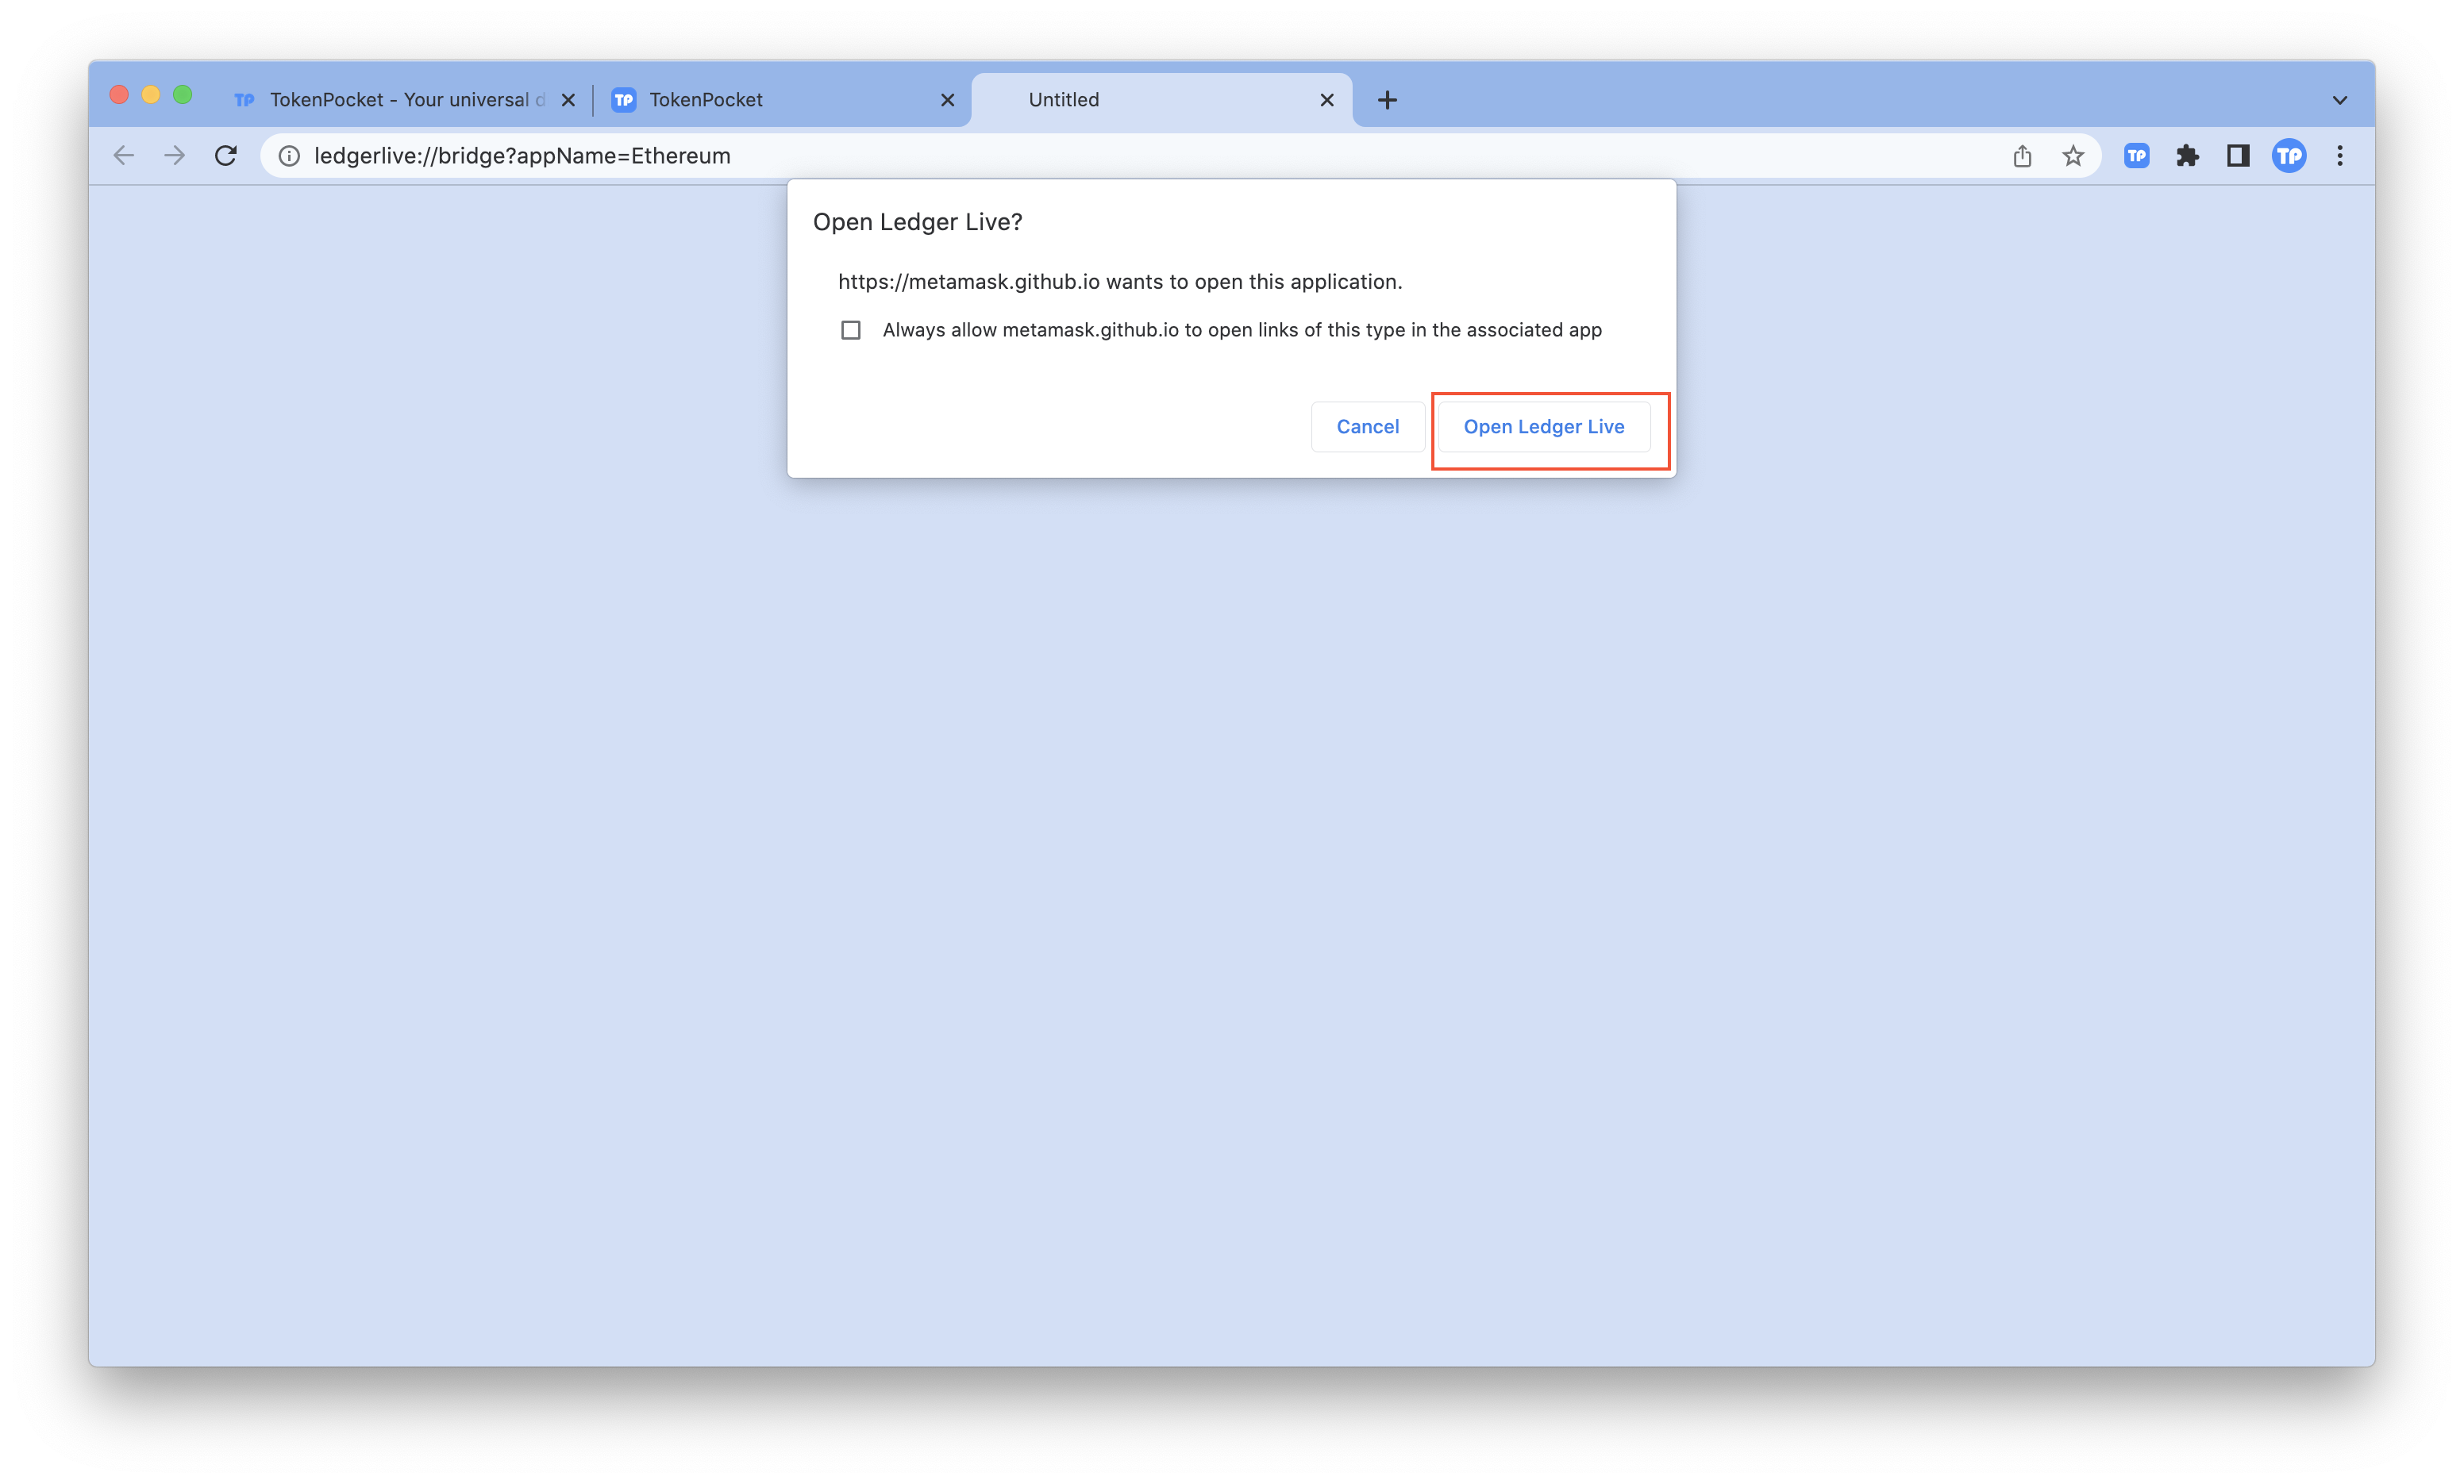 TP TokenPocket - Your universal d
TP TokenPocket
Untitled
ledgerlive://bridge?appName=Ethereum
TP
TP
Open Ledger Live?
https://metamask.github.io wants to open this application.
Always allow metamask.github.io to open links of this type in the associated app
Cancel
Open Ledger Live